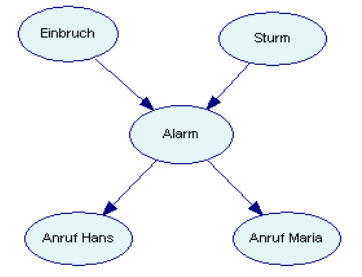 Einbruch
Sturm
Alarm
Anruf Hans
Anruf Maria